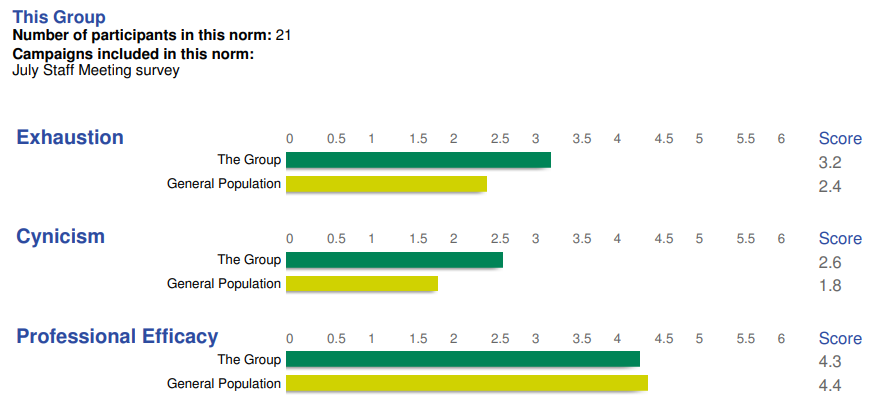 This Group
Number of participants in this norm: 21
Campaigns included in this norm:
July Staff Meeting survey
Exhaustion 0 0.5 1 1.5 2 2.5 3 3.5 4 4.5 5 5.5 6 Score
The Group 3.2
General Population 2.4
Cynicism 0 0.5 1 1.5 2 2.5 3 3.5 4 4.5 5 5.5 6 Score
The Group 2.6
General Population 1.8
Professional Efficacy 0 0.5 1 1.5 2 2.5 3 3.5 4 4.5 5 5.5 6 Score
The Group 4.3
General Population 4.4